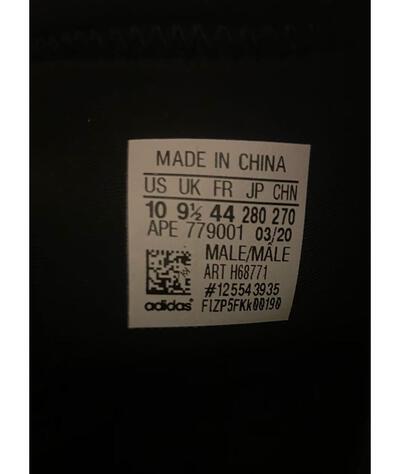 MADE IN CHINA
US UK FR JP CHN
10 9½ 44 280 270
APE 779001 03/20
MALE/MÂLE
ART H68771
#125543935
adidas® FIZP5FKk00190